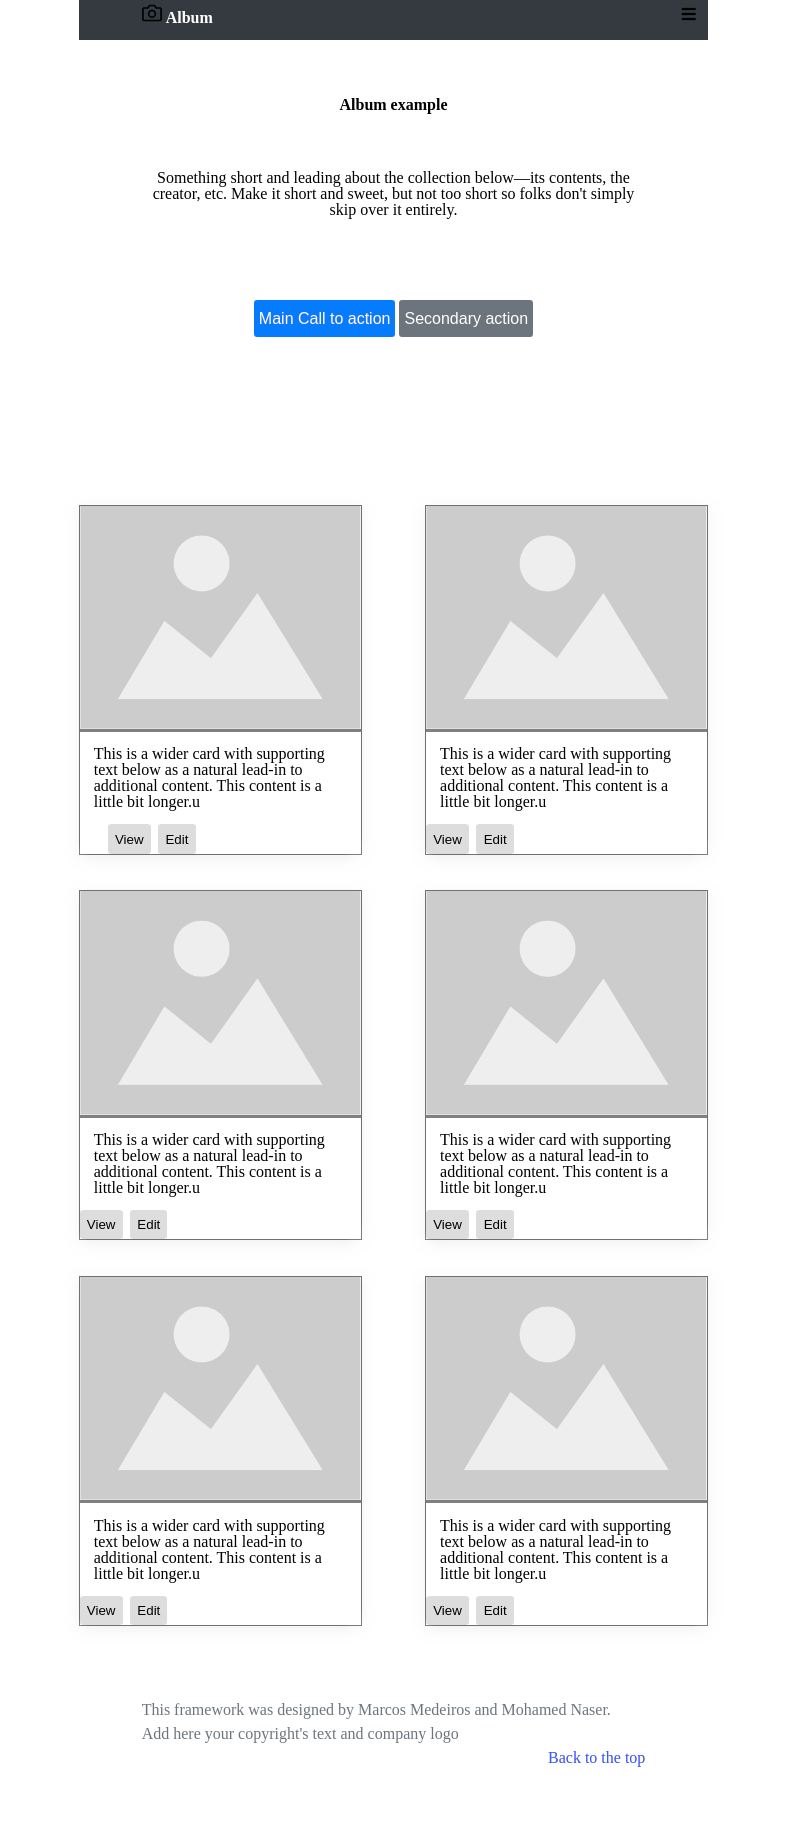 Album
Album example
Something short and leading about the collection below—its contents, the
creator, etc. Make it short and sweet, but not too short so folks don't simply
skip over it entirely.
Main Call to action Secondary action
This is a wider card with supporting
text below as a natural lead-in to
additional content. This content is a
little bit longer.u
View Edit
This is a wider card with supporting
text below as a natural lead-in to
additional content. This content is a
little bit longer.u
View Edit
This is a wider card with supporting
text below as a natural lead-in to
additional content. This content is a
little bit longer.u
View Edit
This is a wider card with supporting
text below as a natural lead-in to
additional content. This content is a
little bit longer.u
View Edit
This is a wider card with supporting
text below as a natural lead-in to
additional content. This content is a
little bit longer.u
View Edit
This is a wider card with supporting
text below as a natural lead-in to
additional content. This content is a
little bit longer.u
View Edit
This framework was designed by Marcos Medeiros and Mohamed Naser.
Add here your copyright's text and company logo
Back to the top